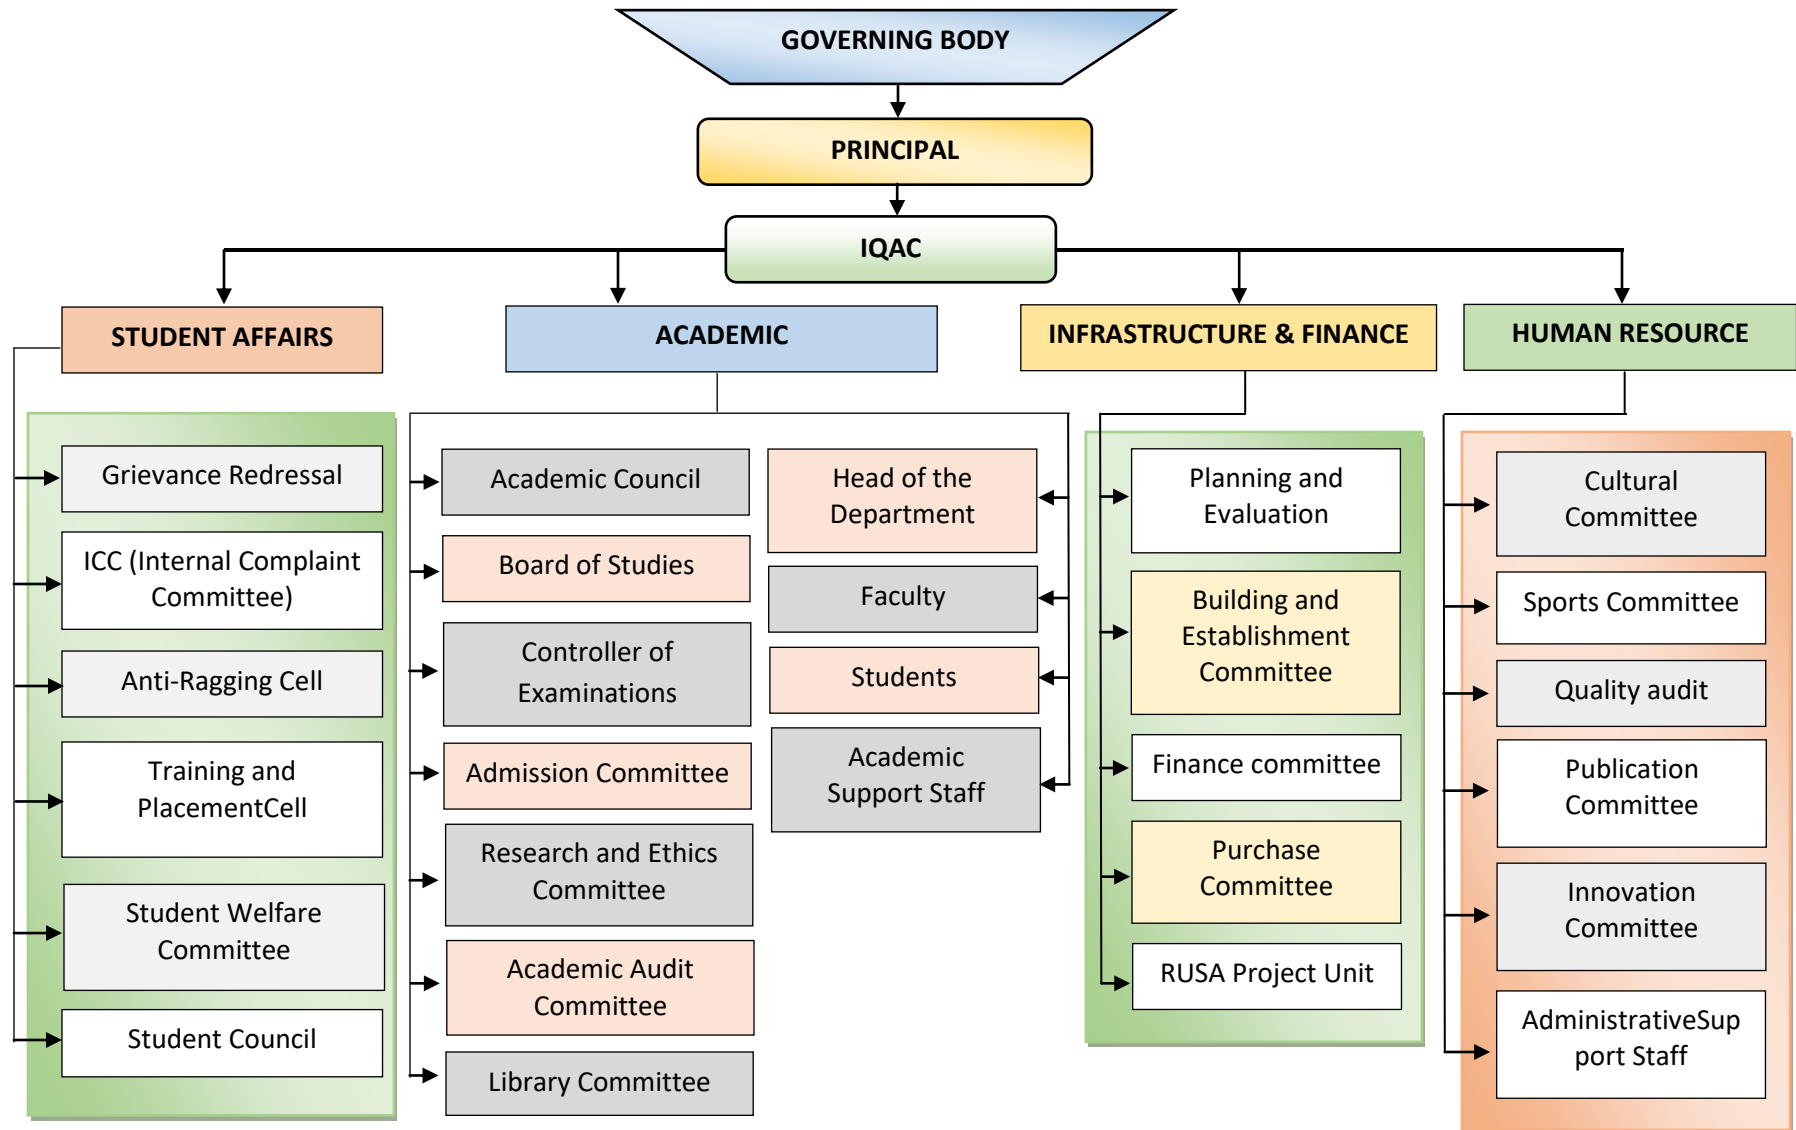 GOVERNING BODY
PRINCIPAL
IQAC
STUDENT AFFAIRS
ACADEMIC
INFRASTRUCTURE & FINANCE
HUMAN RESOURCE
Grievance Redressal
ICC (Internal Complaint
Committee)
Anti-Ragging Cell
Training and
PlacementCell
Student Welfare
Committee
Student Council
Academic Council
Board of Studies
Controller of
Examinations
Admission Committee
Research and Ethics
Committee
Academic Audit
Committee
Library Committee
Head of the
Department
Faculty
Students
Academic
Support Staff
Planning and
Evaluation
Building and
Establishment
Committee
Finance committee
Purchase
Committee
RUSA Project Unit
Cultural
Committee
Sports Committee
Quality audit
Publication
Committee
Innovation
Committee
AdministrativeSup
port Staff